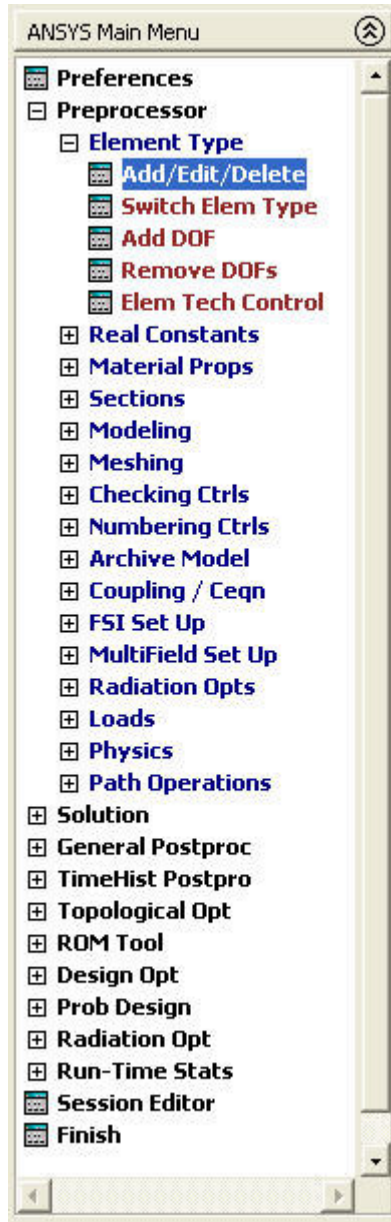 ANSYS Main Menu
Preferences
Preprocessor
Element Type
Add/Edit/Delete
Switch Elem Type
Add DOF
Remove DOFs
Elem Tech Control
Real Constants
Material Props
Sections
Modeling
Meshing
Checking Ctrls
Numbering Ctrls
Archive Model
Coupling / Ceqn
FSI Set Up
MultiField Set Up
Radiation Opts
Loads
Physics
Path Operations
Solution
General Postproc
TimeHist Postpro
Topological Opt
ROM Tool
Design Opt
Prob Design
Radiation Opt
Run-Time Stats
Session Editor
Finish